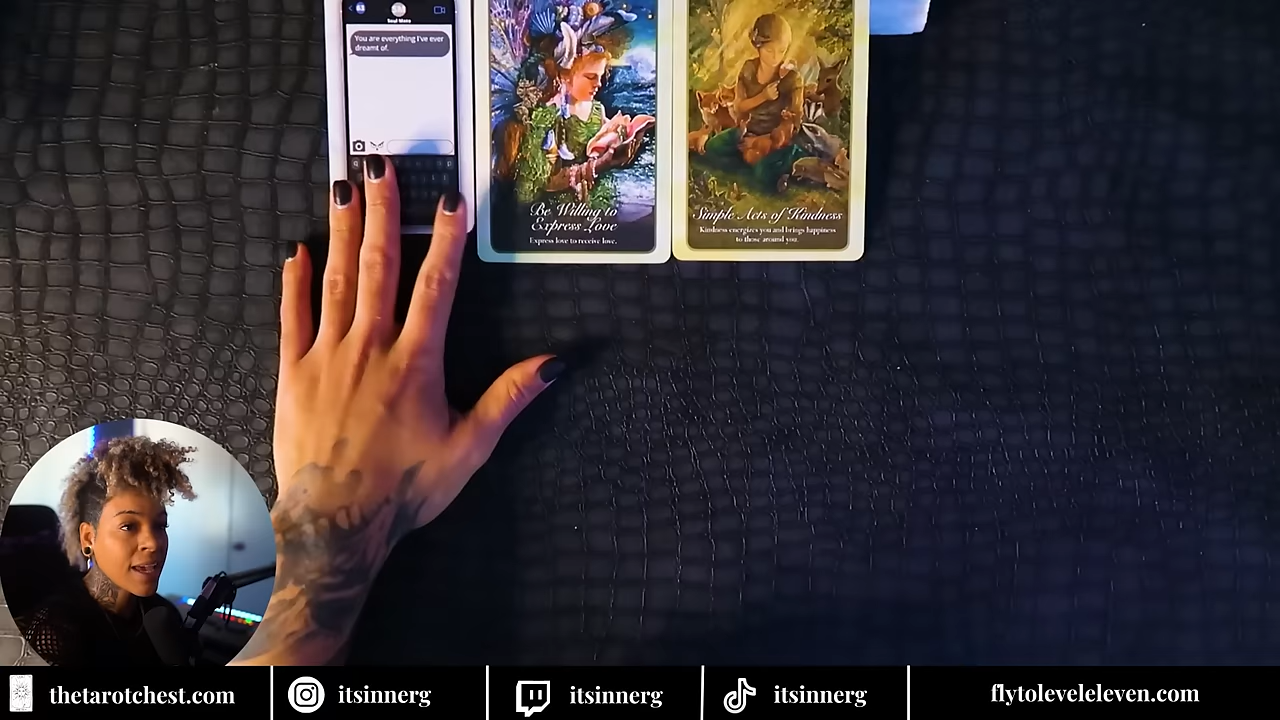 Soul Mate
You are everything I've ever
dreamt of.
Be Willing to
Express Love
Express love to receive love.
Simple Acts of Kindness
Kindness energizes you and brings happiness
to those around you.
thetarotchest.com
itsinnerg
itsinnerg
itsinnerg
flytoleveleleven.com